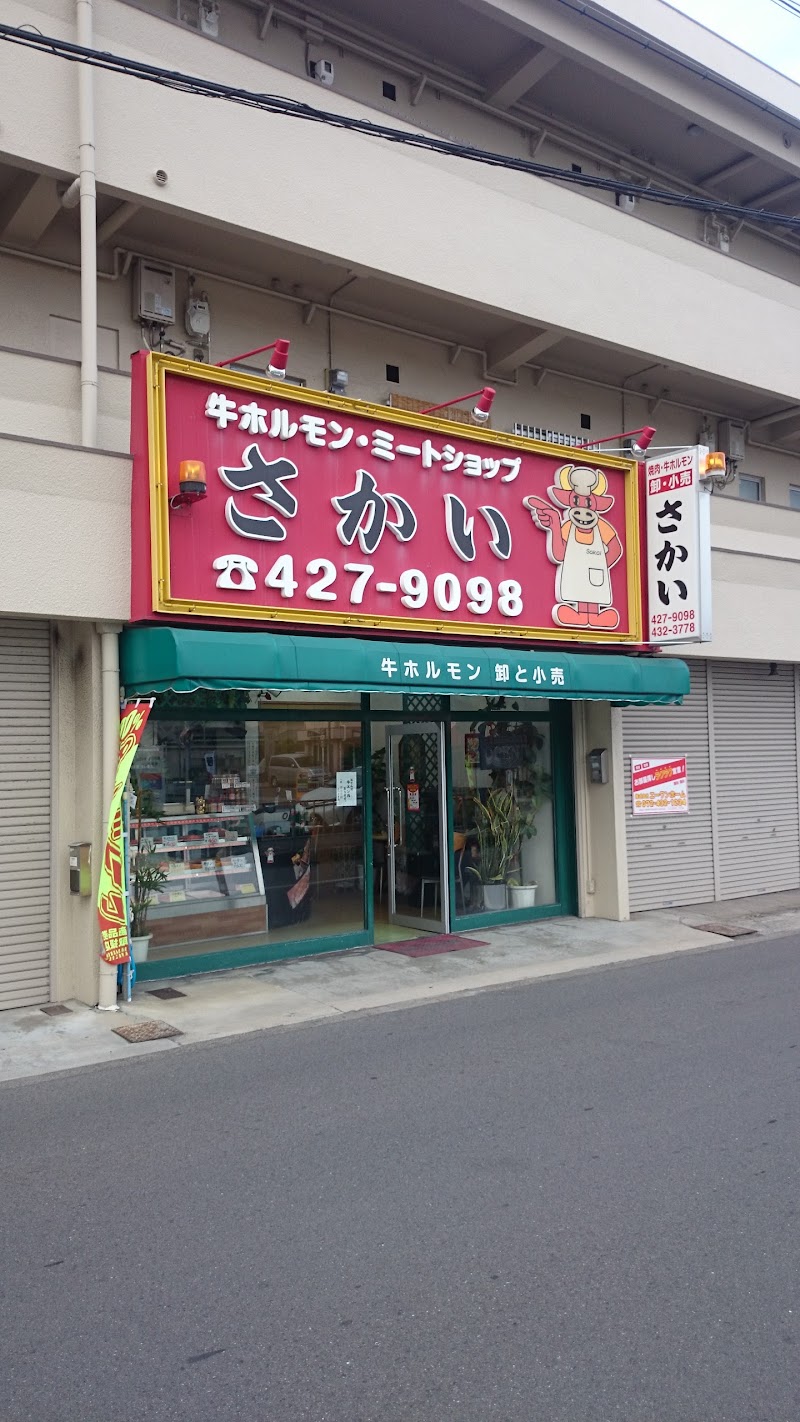 牛ホルモン・ミートショップ
さかい
☎427-9098
Sakai
焼肉・牛ホルモン
卸・小売
さかい
427-9098
432-3778
牛ホルモン 卸と小売